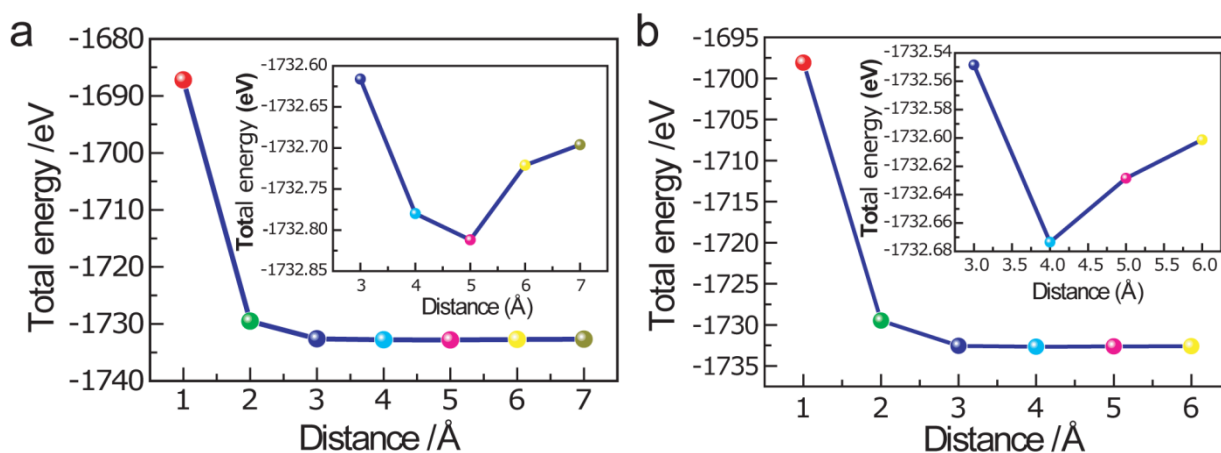 a
Total energy /eV
-1680
-1690
-1700
-1710
-1720
-1730
-1740
1 2 3 4 5 6 7
Distance /Å
Total energy (eV)
-1732.60
-1732.65
-1732.70
-1732.75
-1732.80
-1732.85
3 4 5 6 7
Distance (Å)
b
Total energy /eV
-1695
-1700
-1705
-1710
-1715
-1720
-1725
-1730
-1735
1 2 3 4 5 6
Distance /Å
Total energy (eV)
-1732.54
-1732.56
-1732.58
-1732.60
-1732.62
-1732.64
-1732.66
-1732.68
3.0 3.5 4.0 4.5 5.0 5.5 6.0
Distance (Å)